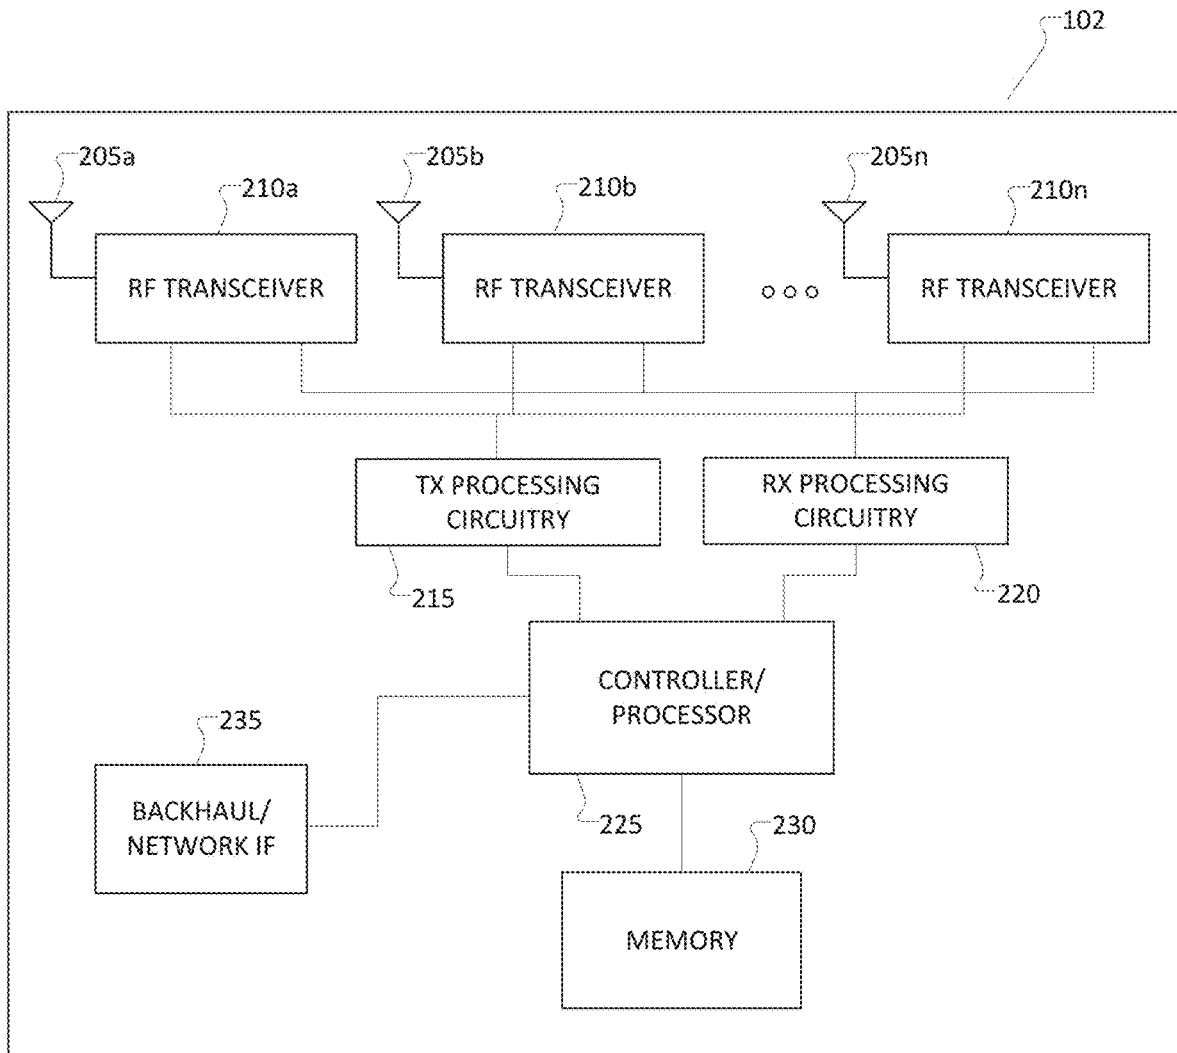 102
205a
205b
205n
210a
210b
210n
RF TRANSCEIVER
RF TRANSCEIVER
RF TRANSCEIVER
TX PROCESSING
CIRCUITRY
RX PROCESSING
CIRCUITRY
215
220
CONTROLLER/
PROCESSOR
235
BACKHAUL/
NETWORK IF
225
230
MEMORY